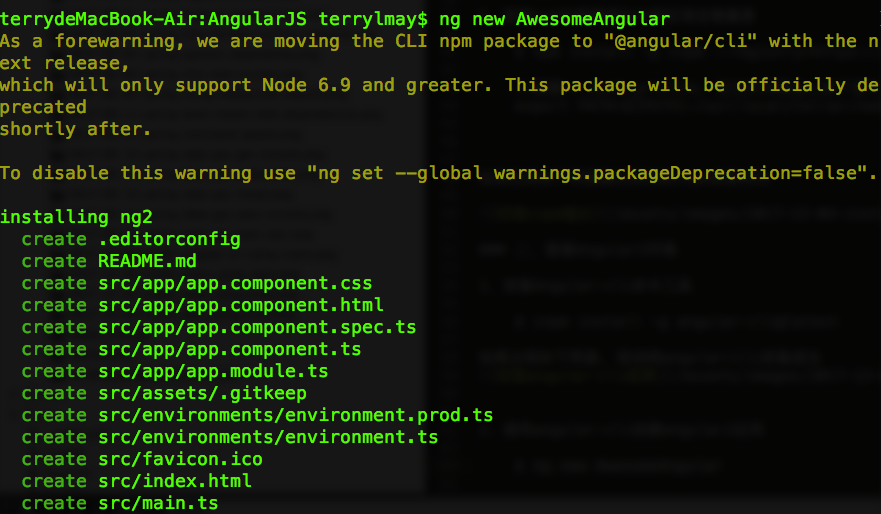 terrydeMacBook-Air:AngularJS terrylmay$ ng new AwesomeAngular
As a forewarning, we are moving the CLI npm package to "@angular/cli" with the n
ext release,
which will only support Node 6.9 and greater. This package will be officially de
precated
shortly after.
To disable this warning use "ng set --global warnings.packageDeprecation=false".
installing ng2
create .editorconfig
create README.md
create src/app/app.component.css
create src/app/app.component.html
create src/app/app.component.spec.ts
create src/app/app.component.ts
create src/app/app.module.ts
create src/assets/.gitkeep
create src/environments/environment.prod.ts
create src/environments/environment.ts
create src/favicon.ico
create src/index.html
create src/main.ts